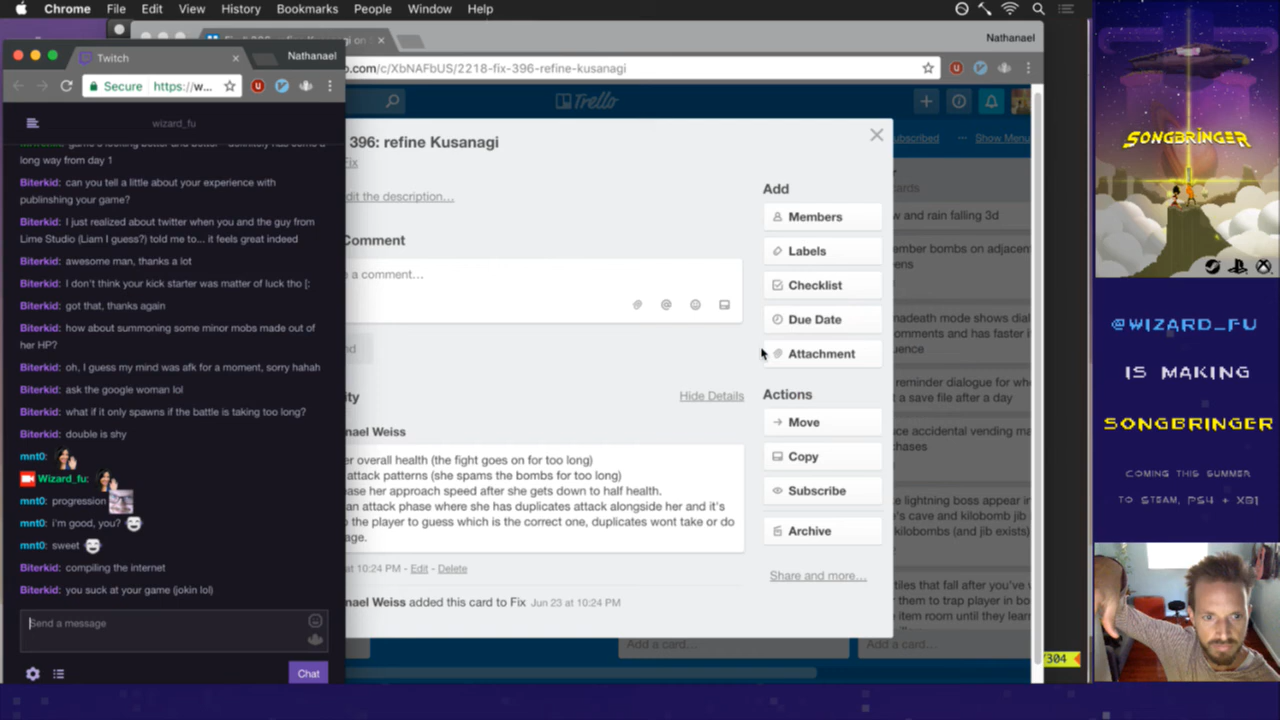 Chrome File Edit View History Bookmarks People Window Help
Twitch
Nathanael
Secure https://w...
wizard_fu
long way from day 1
Biterkid: can you tell a little about your experience with
publinshing your game?
Biterkid: I just realized about twitter when you and the guy from
Lime Studio (Liam I guess?) told me to... it feels great indeed
Biterkid: awesome man, thanks a lot
Biterkid: I don't think your kick starter was matter of luck tho [:
Biterkid: got that, thanks again
Biterkid: how about summoning some minor mobs made out of
her HP?
Biterkid: oh, I guess my mind was afk for a moment, sorry hahah
Biterkid: ask the google woman lol
Biterkid: what if it only spawns if the battle is taking too long?
Biterkid: double is shy
mnt0:
Wizard_fu:
mnt0: progression
mnt0: i'm good, you?
mnt0: sweet
Biterkid: compiling the internet
Biterkid: you suck at your game (jokin lol)
Send a message
Chat
Nathanael
o.com/c/XbNAFbUS/2218-fix-396-refine-kusanagi
Trello
ubscribed ... Show Menu
396: refine Kusanagi
Fix
dit the description…
Comment
a comment…
nd
ity
Hide Details
nael Weiss
r overall health (the fight goes on for too long)
attack patterns (she spams the bombs for too long)
ase her approach speed after she gets down to half health.
an attack phase where she has duplicates attack alongside her and it's
o the player to guess which is the correct one, duplicates wont take or do
age.
at 10:24 PM - Edit - Delete
nael Weiss added this card to Fix Jun 23 at 10:24 PM
Add
Members
Labels
Checklist
Due Date
Attachment
Actions
Move
Copy
Subscribe
Archive
Share and more…
r
ards
w and rain falling 3d
ember bombs on adjacen
ens
nadeath mode shows dial
omments and has faster i
uence
reminder dialogue for wh
t a save file after a day
uce accidental vending ma
chases
e lightning boss appear in
's cave and kilobomb jib
kilobombs (and jib exists)
tiles that fall after you've
them to trap player in bo
item room until they learn
Add a card…
Add a card…
/304
SONGBRINGER
@WIZARD_FU
IS MAKING
SONGBRINGER
COMING THIS SUMMER
TO STEAM, PS4 + XB1